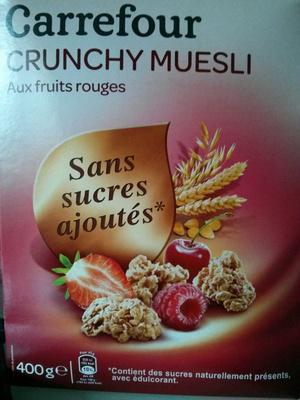 Carrefour
CRUNCHY MUESLI
Aux fruits rouges
Sans
sucres
ajoutés*
400g e
*Contient des sucres naturellement présents,
avec édulcorant.